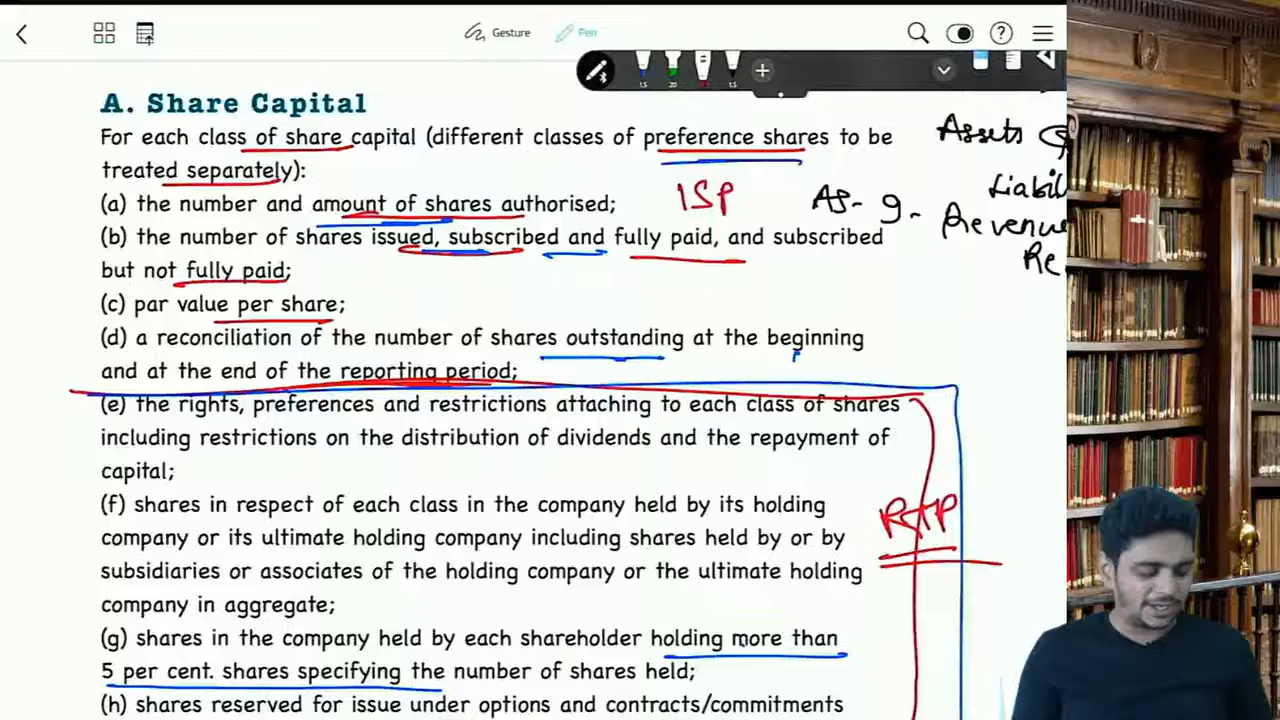 Gesture
Pen
1.5
20
1.5
A. Share Capital
For each class of share capital (different classes of preference shares to be
treated separately):
(a) the number and amount of shares authorised;
(b) the number of shares issued, subscribed and fully paid, and subscribed
but not fully paid;
(c) par value per share;
(d) a reconciliation of the number of shares outstanding at the beginning
and at the end of the reporting period;
(e) the rights, preferences and restrictions attaching to each class of shares
including restrictions on the distribution of dividends and the repayment of
capital;
(f) shares in respect of each class in the company held by its holding
company or its ultimate holding company including shares held by or by
subsidiaries or associates of the holding company or the ultimate holding
company in aggregate;
(g) shares in the company held by each shareholder holding more than
5 per cent. shares specifying the number of shares held;
(h) shares reserved for issue under options and contracts/commitments
ISP
Assets
Liabil
AS- 9- Revenue
Re